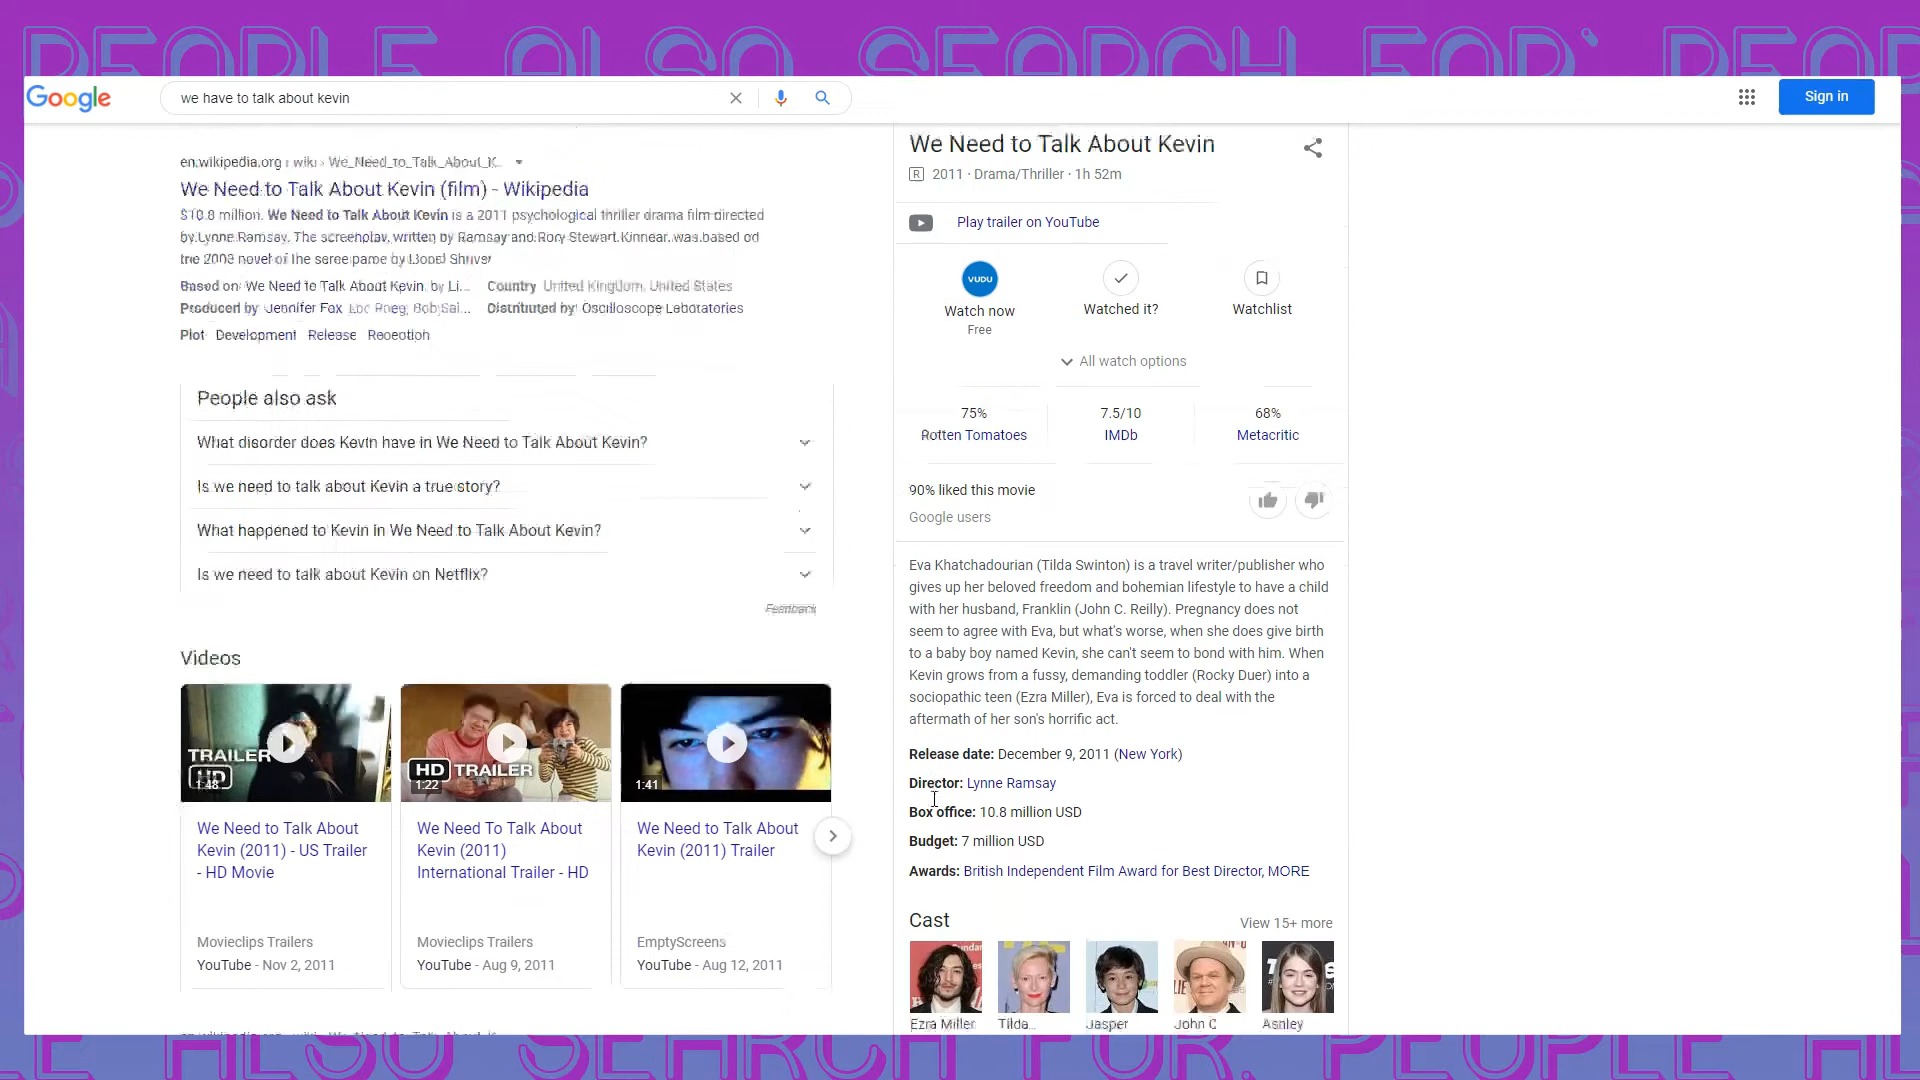 PEOPLE ALSO SEARCH FOR:
Google
we have to talk about kevin
Sign in
en.wikipedia.org › wiki › We_Need_to_Talk_About_K...
We Need to Talk About Kevin (film) - Wikipedia
$10.8 million. We Need to Talk About Kevin is a 2011 psychological thriller drama film directed
by Lynne Ramsay. The screenplay, written by Ramsay and Rory Stewart Kinnear, was based on
the 2003 novel of the same name by Lionel Shriver
Based on: We Need to Talk About Kevin; by Li...
Country: United Kingdom, United States
Produced by: Jennifer Fox
Distributed by: Oscilloscope Laboratories
Plot Development Release Reception
People also ask
What disorder does Kevin have in We Need to Talk About Kevin?
Is we need to talk about Kevin a true story?
What happened to Kevin in We Need to Talk About Kevin?
Is we need to talk about Kevin on Netflix?
Feedback
Videos
TRAILER
HD
1:48
HD TRAILER
1:22
1:41
We Need to Talk About
Kevin (2011) - US Trailer
- HD Movie
Movieclips Trailers
YouTube - Nov 2, 2011
We Need To Talk About
Kevin (2011)
International Trailer - HD
Movieclips Trailers
YouTube - Aug 9, 2011
We Need to Talk About
Kevin (2011) Trailer
EmptyScreens
YouTube - Aug 12, 2011
We Need to Talk About Kevin
R 2011 · Drama/Thriller · 1h 52m
Play trailer on YouTube
VUDU
Watch now
Free
Watched it?
Watchlist
All watch options
75%
Rotten Tomatoes
7.5/10
IMDb
68%
Metacritic
90% liked this movie
Google users
Eva Khatchadourian (Tilda Swinton) is a travel writer/publisher who
gives up her beloved freedom and bohemian lifestyle to have a child
with her husband, Franklin (John C. Reilly). Pregnancy does not
seem to agree with Eva, but what's worse, when she does give birth
to a baby boy named Kevin, she can't seem to bond with him. When
Kevin grows from a fussy, demanding toddler (Rocky Duer) into a
sociopathic teen (Ezra Miller), Eva is forced to deal with the
aftermath of her son's horrific act.
Release date: December 9, 2011 (New York)
Director: Lynne Ramsay
Box office: 10.8 million USD
Budget: 7 million USD
Awards: British Independent Film Award for Best Director, MORE
Cast
View 15+ more
Ezra Miller
Tilda...
Jasper
John C
Ashley
ALSO SEARCH FOR: PEOPLE